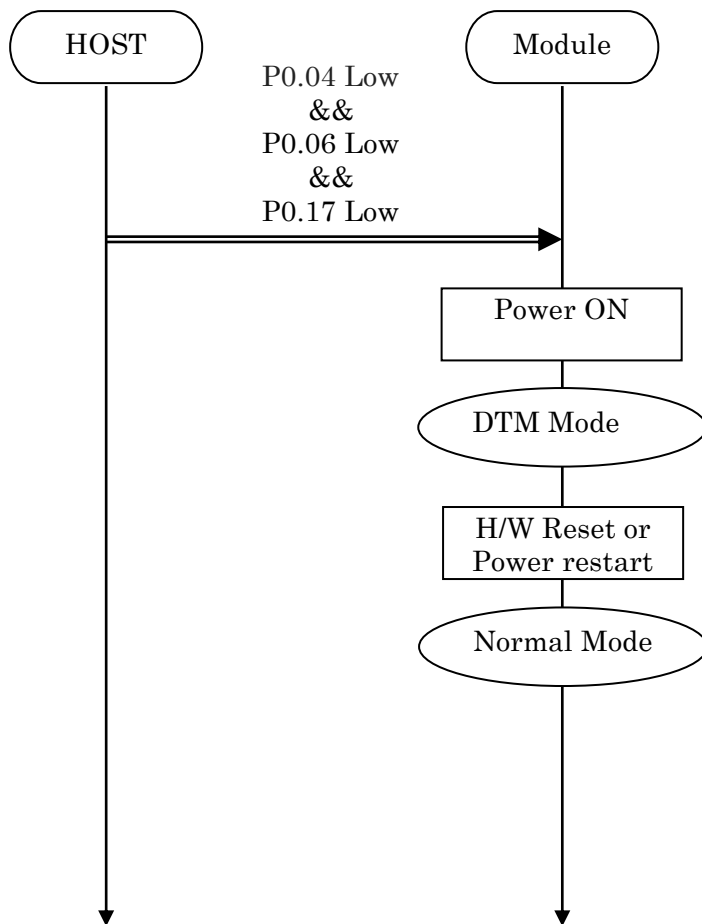 HOST
Module
P0.04 Low
&&
P0.06 Low
&&
P0.17 Low
Power ON
DTM Mode
H/W Reset or
Power restart
Normal Mode